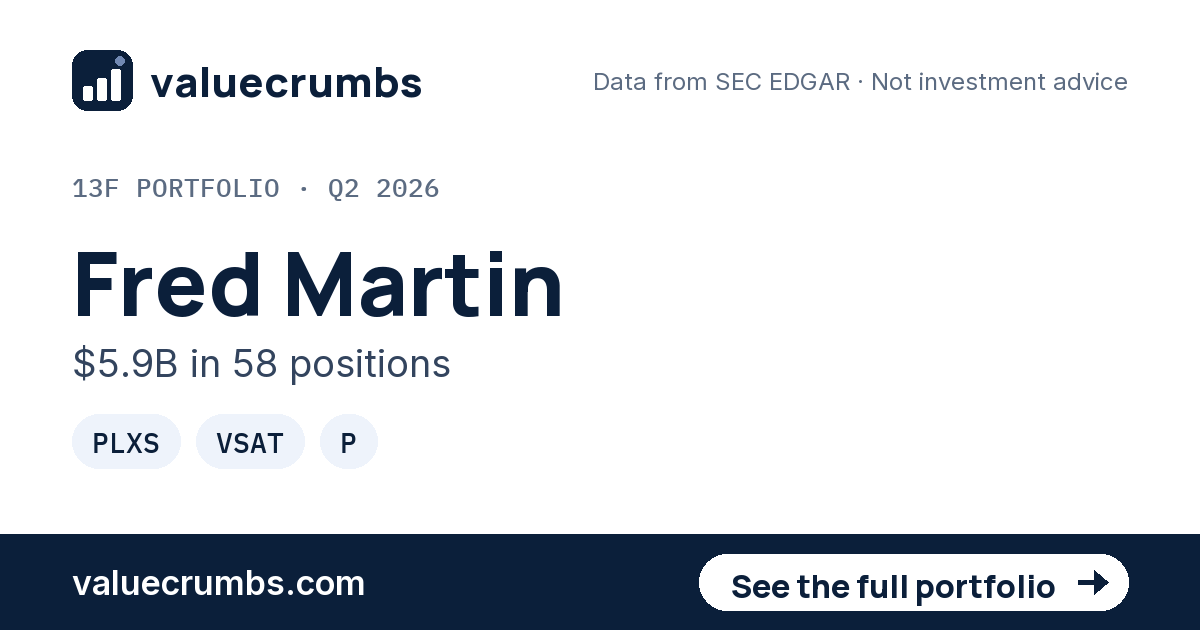 valuecrumbs
Data from SEC EDGAR · Not investment advice
13F PORTFOLIO · Q2 2026
Fred Martin
$5.9B in 58 positions
PLXS VSAT P
valuecrumbs.com
See the full portfolio →